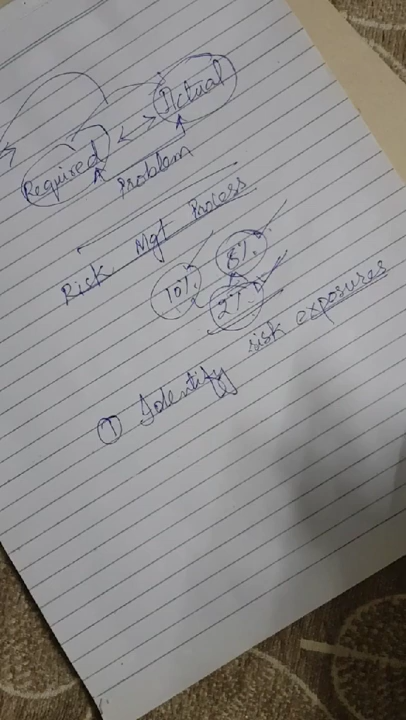 Required <-> Actual
Problem
Risk Mgt Process
10%. 8%.
2%.
① Identify risk exposures